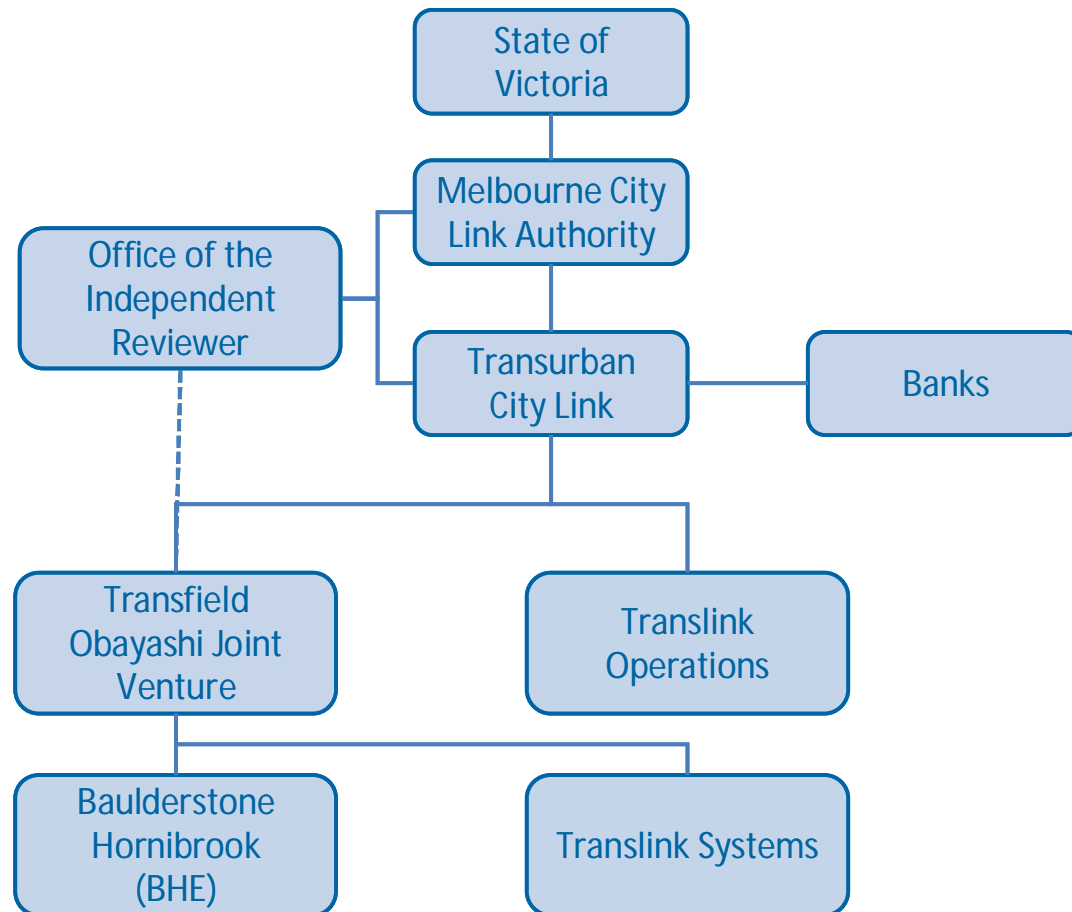 State of
Victoria
Melbourne City
Link Authority
Office of the
Independent
Reviewer
Transurban
City Link
Banks
Transfield
Obayashi Joint
Venture
Translink
Operations
Baulderstone
Hornibrook
(BHE)
Translink Systems